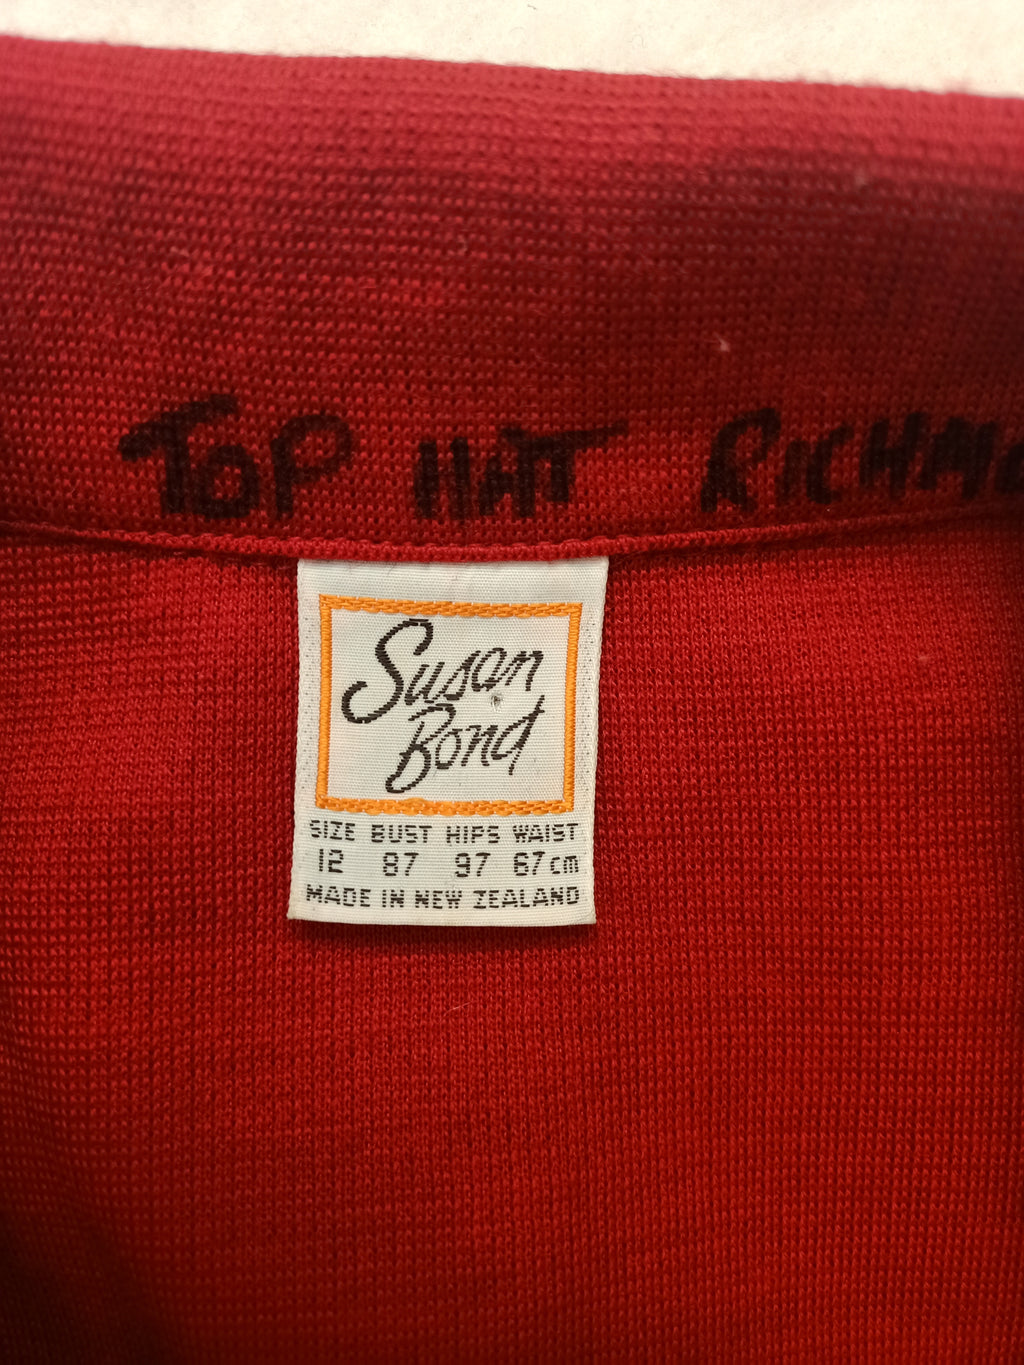 TOP HAT
Susan
Bond
SIZE BUST HIPS WAIST
12 87 97 67cm
MADE IN NEW ZEALAND